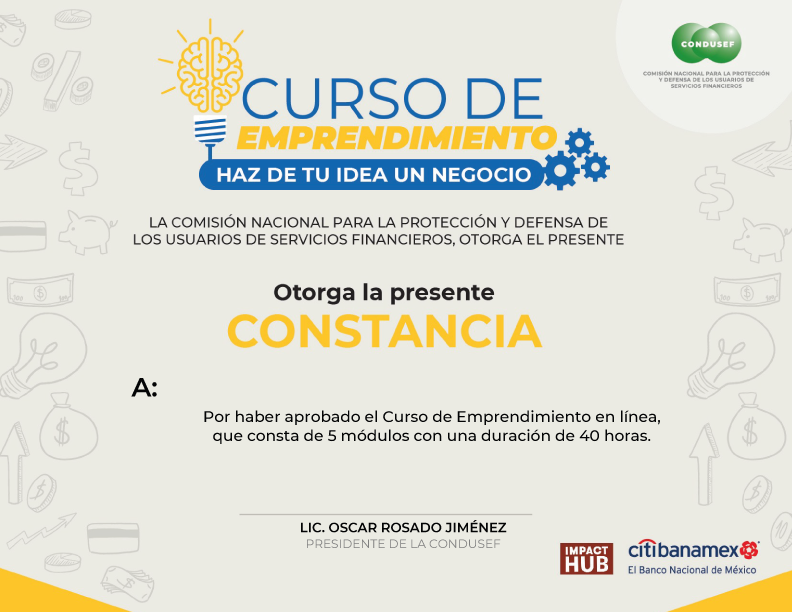 CONDUSEF
COMISIÓN NACIONAL PARA LA PROTECCIÓN
Y DEFENSA DE LOS USUARIOS DE
SERVICIOS FINANCIEROS
CURSO DE
EMPRENDIMIENTO
HAZ DE TU IDEA UN NEGOCIO
LA COMISIÓN NACIONAL PARA LA PROTECCIÓN Y DEFENSA DE
LOS USUARIOS DE SERVICIOS FINANCIEROS, OTORGA EL PRESENTE
Otorga la presente
CONSTANCIA
A:
Por haber aprobado el Curso de Emprendimiento en línea,
que consta de 5 módulos con una duración de 40 horas.
LIC. OSCAR ROSADO JIMÉNEZ
PRESIDENTE DE LA CONDUSEF
IMPACT
HUB
citibanamex
El Banco Nacional de México